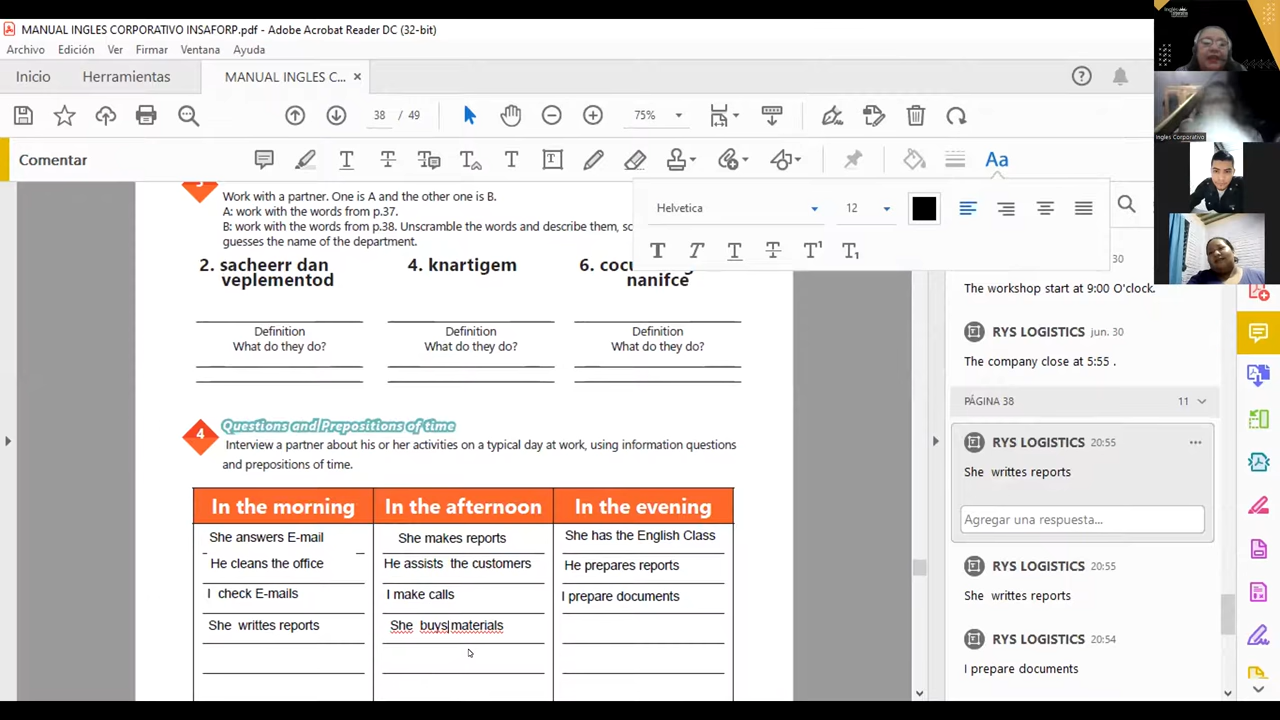 MANUAL INGLES CORPORATIVO INSAFORP.pdf - Adobe Acrobat Reader DC (32-bit)
Archivo Edición Ver Firmar Ventana Ayuda
Inicio Herramientas MANUAL INGLES C... ×
38 / 49 75%
Comentar
Helvetica 12
Work with a partner. One is A and the other one is B.
A: work with the words from p.37.
B: work with the words from p.38. Unscramble the words and describe them, so
guesses the name of the department.
2. sacheerr dan
veplementod
4. knartigem
nanifce
Definition
What do they do?
Definition
What do they do?
Definition
What do they do?
4
Questions and Prepositions of time
Interview a partner about his or her activities on a typical day at work, using information questions
and prepositions of time.
In the morning In the afternoon In the evening
She answers E-mail She makes reports She has the English Class
He cleans the office He assists the customers He prepares reports
I check E-mails I make calls I prepare documents
She writtes reports She buys materials
30
The workshop start at 9:00 O'clock.
RYS LOGISTICS jun. 30
The company close at 5:55 .
PÁGINA 38 11
RYS LOGISTICS 20:55
She writtes reports
Agregar una respuesta...
RYS LOGISTICS 20:55
She writtes reports
RYS LOGISTICS 20:54
I prepare documents
Ingles Corporativo